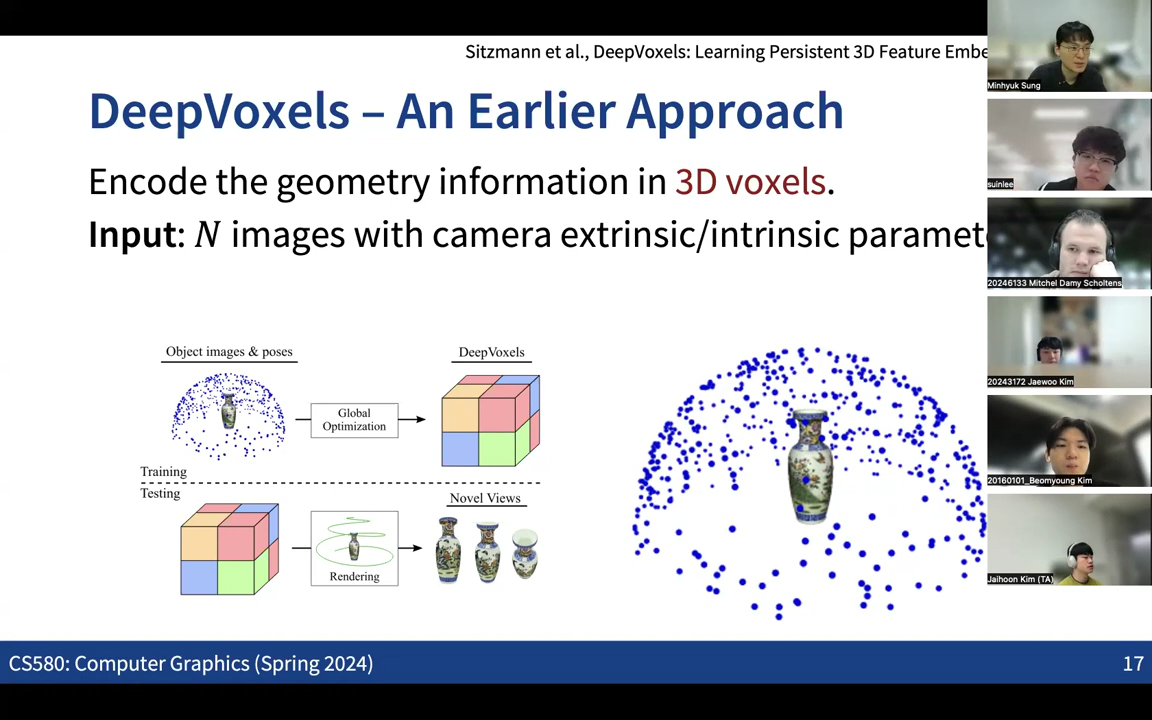 Sitzmann et al., DeepVoxels: Learning Persistent 3D Feature Embe
DeepVoxels – An Earlier Approach
Encode the geometry information in 3D voxels.
Input: N images with camera extrinsic/intrinsic paramet
Object images & poses
DeepVoxels
Global
Optimization
Training
Testing
Novel Views
Rendering
CS580: Computer Graphics (Spring 2024)
17
Minhyuk Sung
suinlee
20246133 Mitchel Damy Scholtens
20243172 Jaewoo Kim
20160101_Beomyoung Kim
Jaihoon Kim (TA)